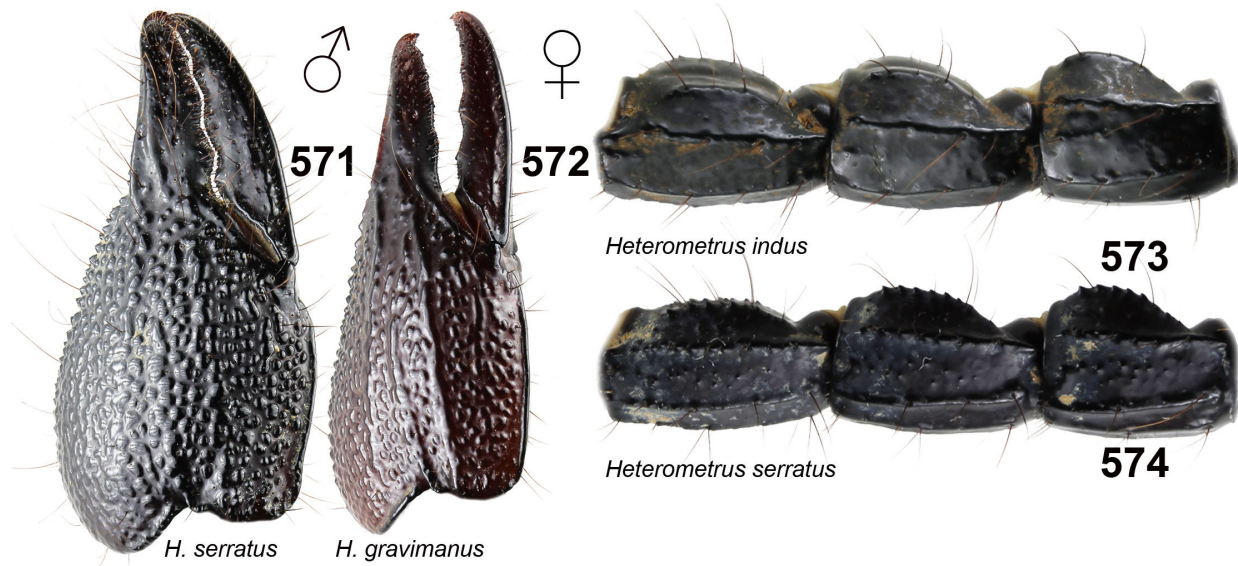 ♂
571
♀
572
H. serratus
H. gravimanus
Heterometrus indus
573
Heterometrus serratus
574